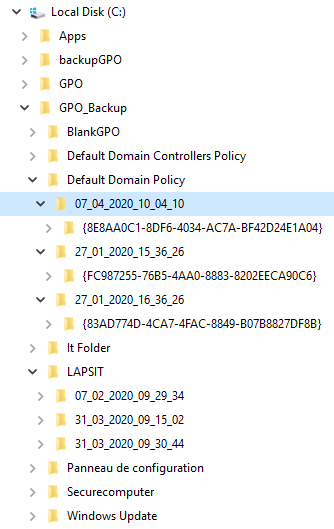 Local Disk (C:)
Apps
backupGPO
GPO
GPO_Backup
BlankGPO
Default Domain Controllers Policy
Default Domain Policy
07_04_2020_10_04_10
{8E8AA0C1-8DF6-4034-AC7A-BF42D24E1A04}
27_01_2020_15_36_26
{FC987255-76B5-4AA0-8883-8202EECA90C6}
27_01_2020_16_36_26
{83AD774D-4CA7-4FAC-8849-B07B8827DF8B}
It Folder
LAPSIT
07_02_2020_09_29_34
31_03_2020_09_15_02
31_03_2020_09_30_44
Panneau de configuration
Securecomputer
Windows Update